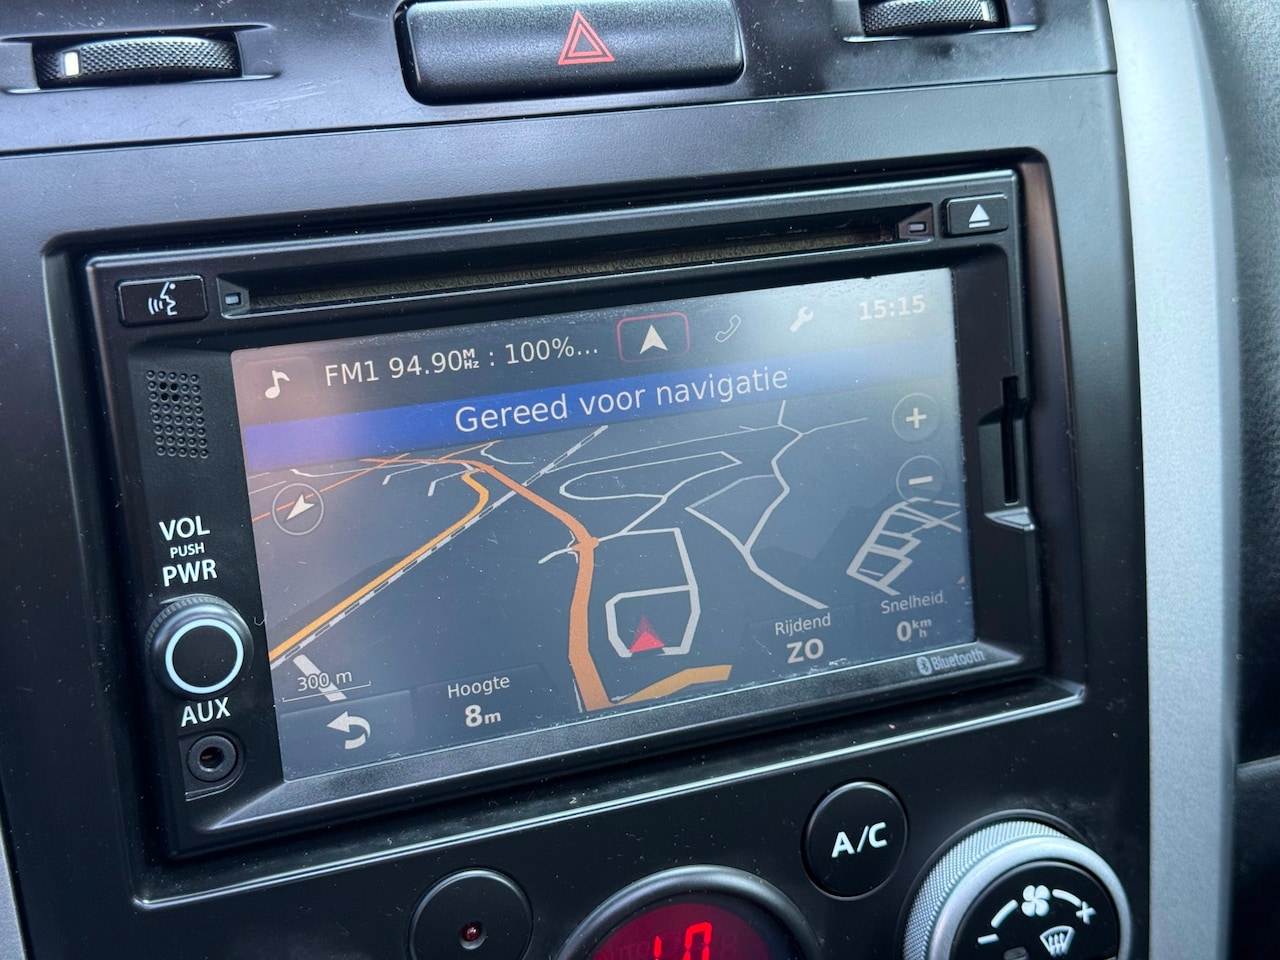 15:15
FM1 94.90MHz : 100%...
Gereed voor navigatie
+
−
VOL
PUSH
PWR
AUX
300 m
Hoogte
8m
Rijdend
ZO
Snelheid
0km/h
Bluetooth
A/C